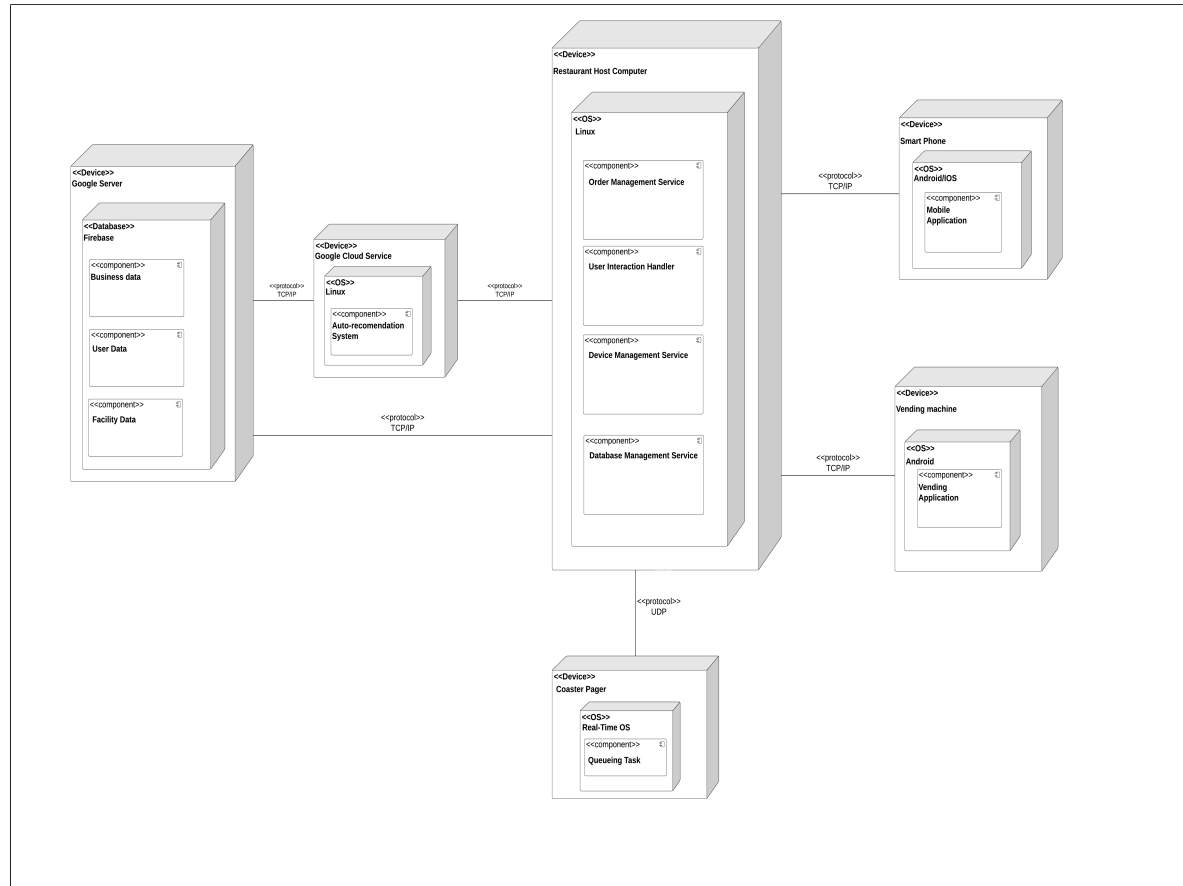 <<Device>>
Restaurant Host Computer
<<OS>>
Linux
<<component>>
Order Management Service
<<component>>
User Interaction Handler
<<component>>
Device Management Service
<<component>>
Database Management Service
<<Device>>
Google Server
<<Database>>
Firebase
<<component>>
Business data
<<component>>
User Data
<<component>>
Facility Data
<<protocol>>
TCP/IP
<<Device>>
Google Cloud Service
<<OS>>
Linux
<<component>>
Auto-recomendation
System
<<protocol>>
TCP/IP
<<protocol>>
TCP/IP
<<protocol>>
TCP/IP
<<Device>>
Smart Phone
<<OS>>
Android/IOS
<<component>>
Mobile
Application
<<protocol>>
TCP/IP
<<Device>>
Vending machine
<<OS>>
Android
<<component>>
Vending
Application
<<protocol>>
UDP
<<Device>>
Coaster Pager
<<OS>>
Real-Time OS
<<component>>
Queueing Task